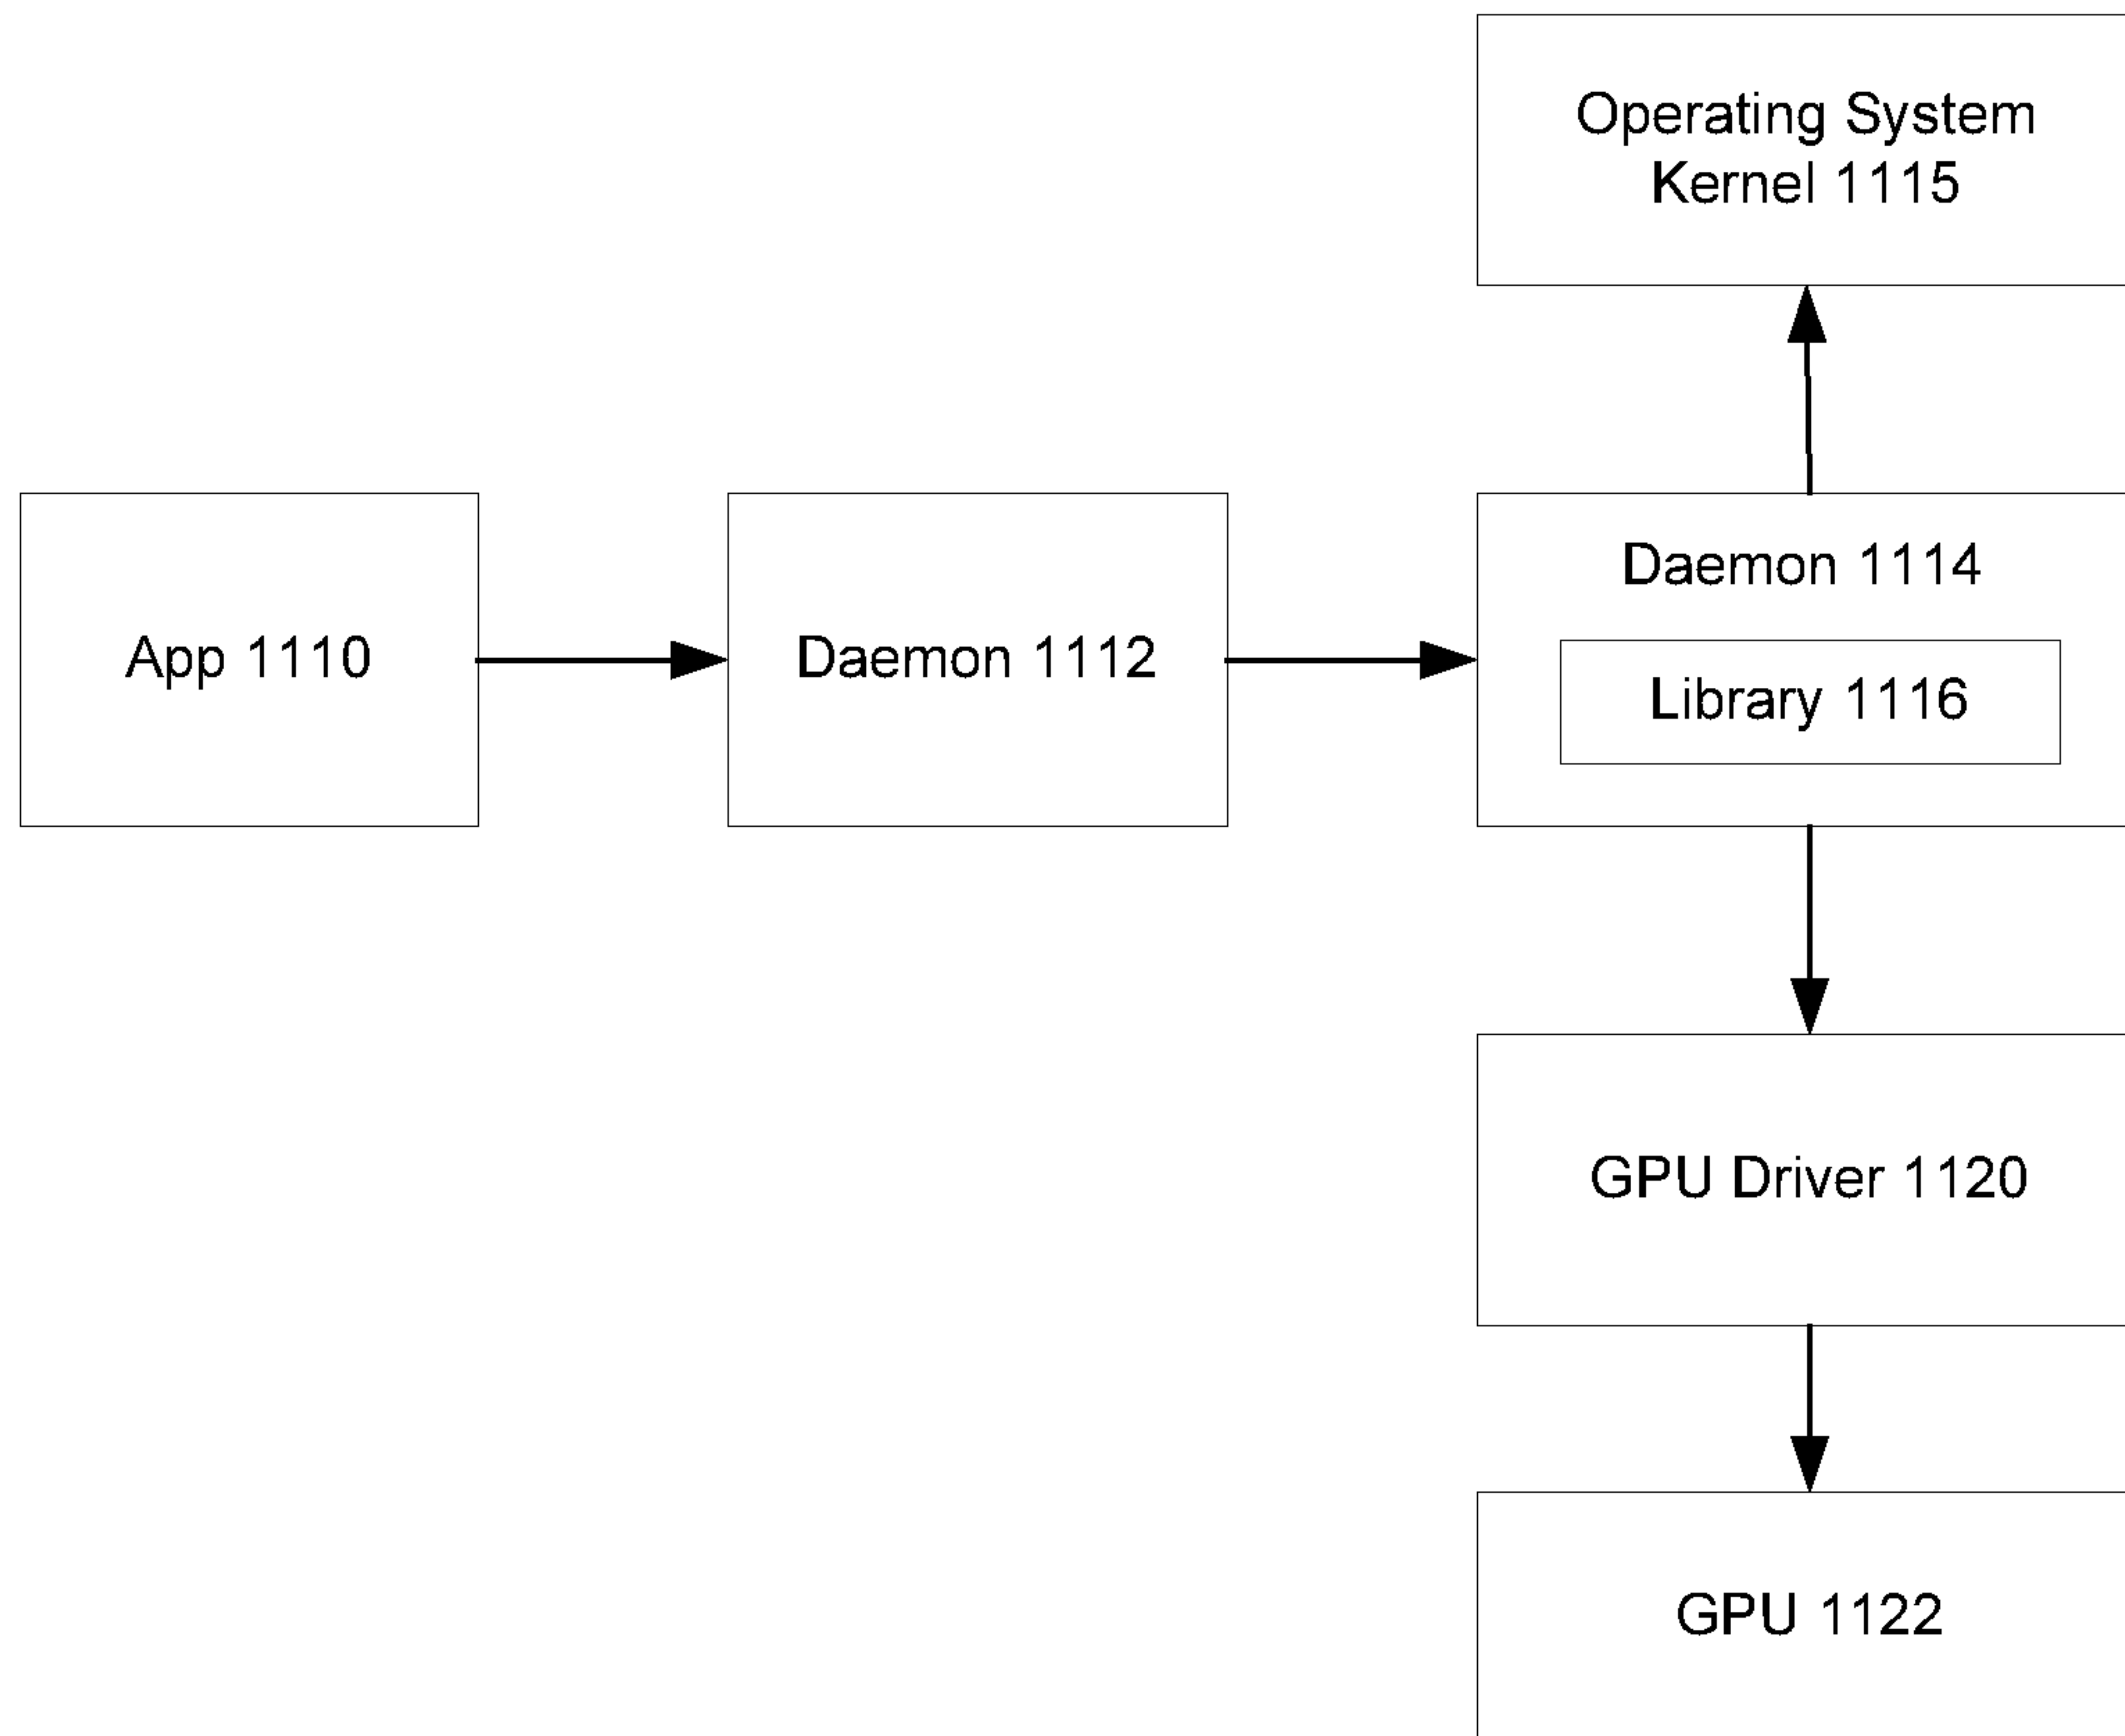 Operating System
Kernel 1115
App 1110
Daemon 1112
Daemon 1114
Library 1116
GPU Driver 1120
GPU 1122